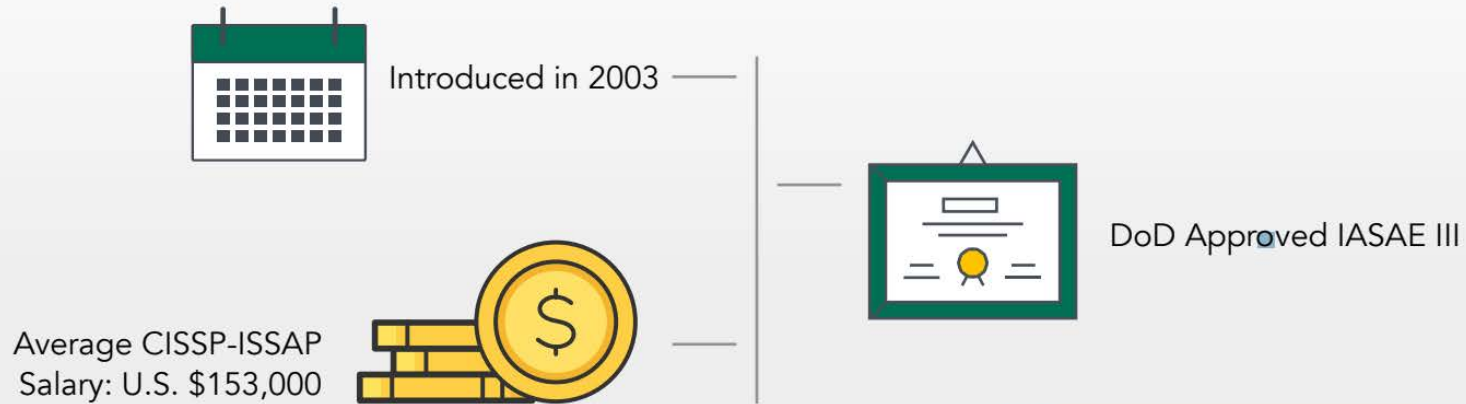 Introduced in 2003
DoD Approved IASAE III
Average CISSP-ISSAP
Salary: U.S. $153,000